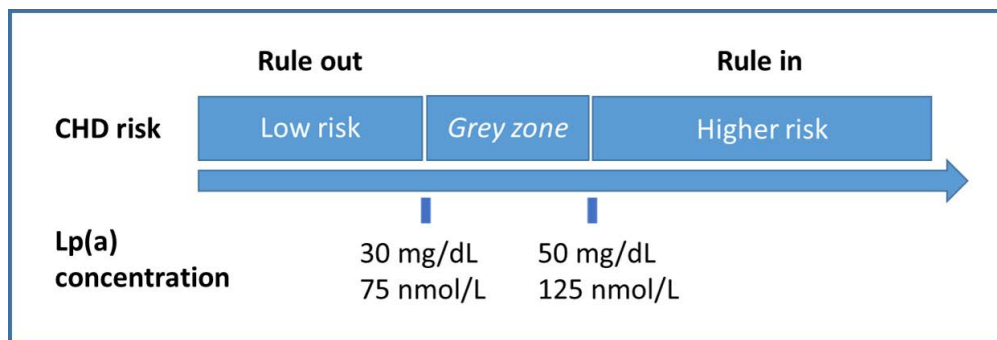 Rule out
Rule in
CHD risk
Low risk
Grey zone
Higher risk
Lp(a)
concentration
30 mg/dL
75 nmol/L
50 mg/dL
125 nmol/L